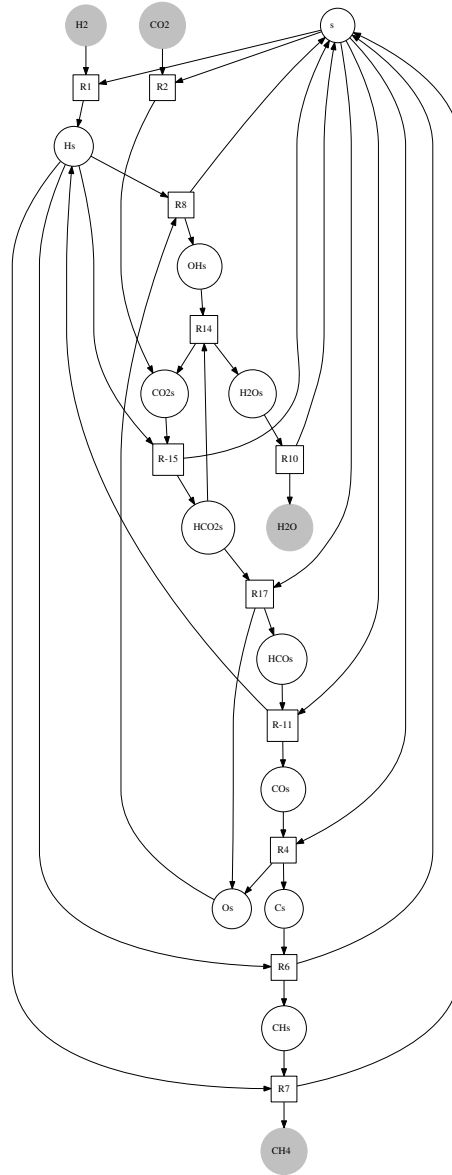 H2
CO2
s
R1
R2
Hs
R8
OHs
R14
CO2s
H2Os
R-15
R10
HCO2s
H2O
R17
HCOs
R-11
COs
R4
Os
Cs
R6
CHs
R7
CH4